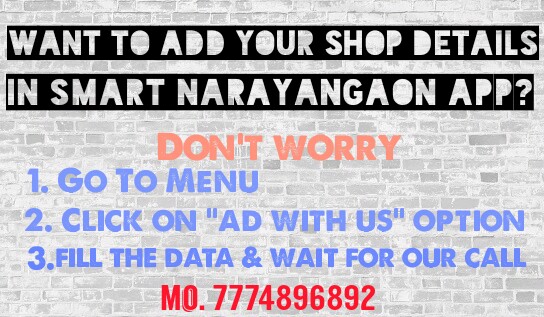 WANT TO ADD YOUR SHOP DETAILS
IN SMART NARAYANGAON APP?
DON'T WORRY
1. GO TO MENU
2. CLICK ON "AD WITH US" OPTION
3.FILL THE DATA & WAIT FOR OUR CALL
MO. 7774896892